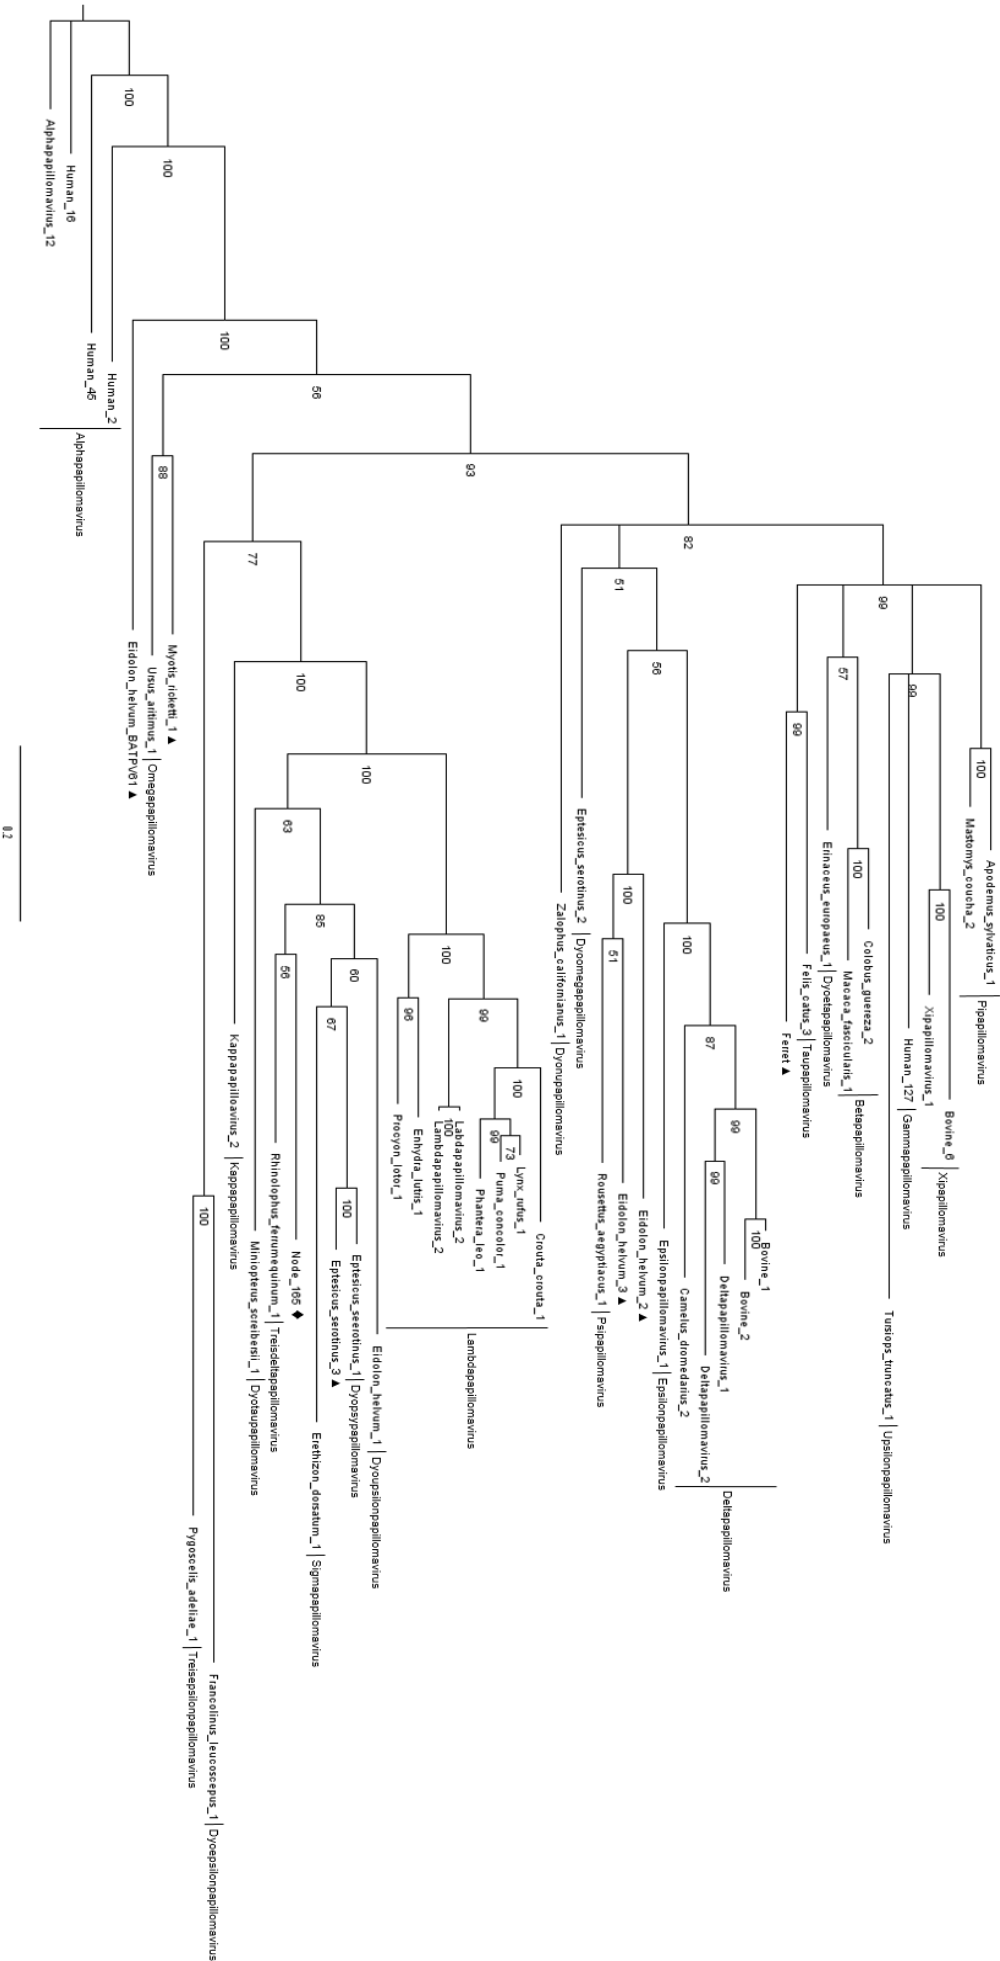 Apodemus_sylvaticus_1
Pipapillomavirus
100
Mastomys_coucha_2
Bovine_6
Xipapillomavirus
100
Xipapillomavirus_1
99
Human_127
Gammapapillomavirus
Tursiops_truncatus_1
Upsilonpapillomavirus
99
Colobus_guereza_2
Betapapillomavirus
100
Macaca_fascicularis_1
57
Erinaceus_europaeus_1
Dyoetapapillomavirus
Felis_catus_3
Taupapillomavirus
99
Ferret
82
Bovine_1
100
Bovine_2
99
Deltapapillomavirus_1
99
Deltapapillomavirus_2
Deltapapillomavirus
87
Camelus_dromedarius_2
100
Epsilonpapillomavirus_1
Epsilonpapillomavirus
56
Eidolon_helvum_2
100
Eidolon_helvum_3
51
Rousettus_aegyptiacus_1
Psipapillomavirus
51
Eptesicus_serotinus_2
Dyoomegapapillomavirus
Zalophus_californianus_1
Dyonupapillomavirus
93
Crouta_crouta_1
100
Lynx_rufus_1
73
Puma_concolor_1
99
Phantera_leo_1
99
Labdapapillomavirus_2
100
Lambdapapillomavirus_2
Lambdapapillomavirus
100
Enhydra_lutris_1
96
Procyon_lotor_1
100
Eidolon_helvum_1
Dyoupsilonpapillomavirus
60
Eptesicus_seerotinus_1
Dyopsypapillomavirus
100
Eptesicus_serotinus_3
67
Erethizon_dorsatum_1
Sigmapapillomavirus
85
Node_165
56
Rhinolophus_ferrumequinum_1
Treisdeltapapillomavirus
63
Miniopterus_screibersii_1
Dyotaupapillomavirus
100
Kappapapilloavirus_2
Kappapapillomavirus
77
Francolinus_leucoscepus_1
Dyoepsilonpapillomavirus
100
Pygoscelis_adeliae_1
Treisepsilonpapillomavirus
56
Myotis_ricketti_1
88
Ursus_aritimus_1
Omegapapillomavirus
100
Eidolon_helvum_BATPV61
100
Human_2
100
Human_45
Human_16
Alphapapillomavirus_12
Alphapapillomavirus
0.2